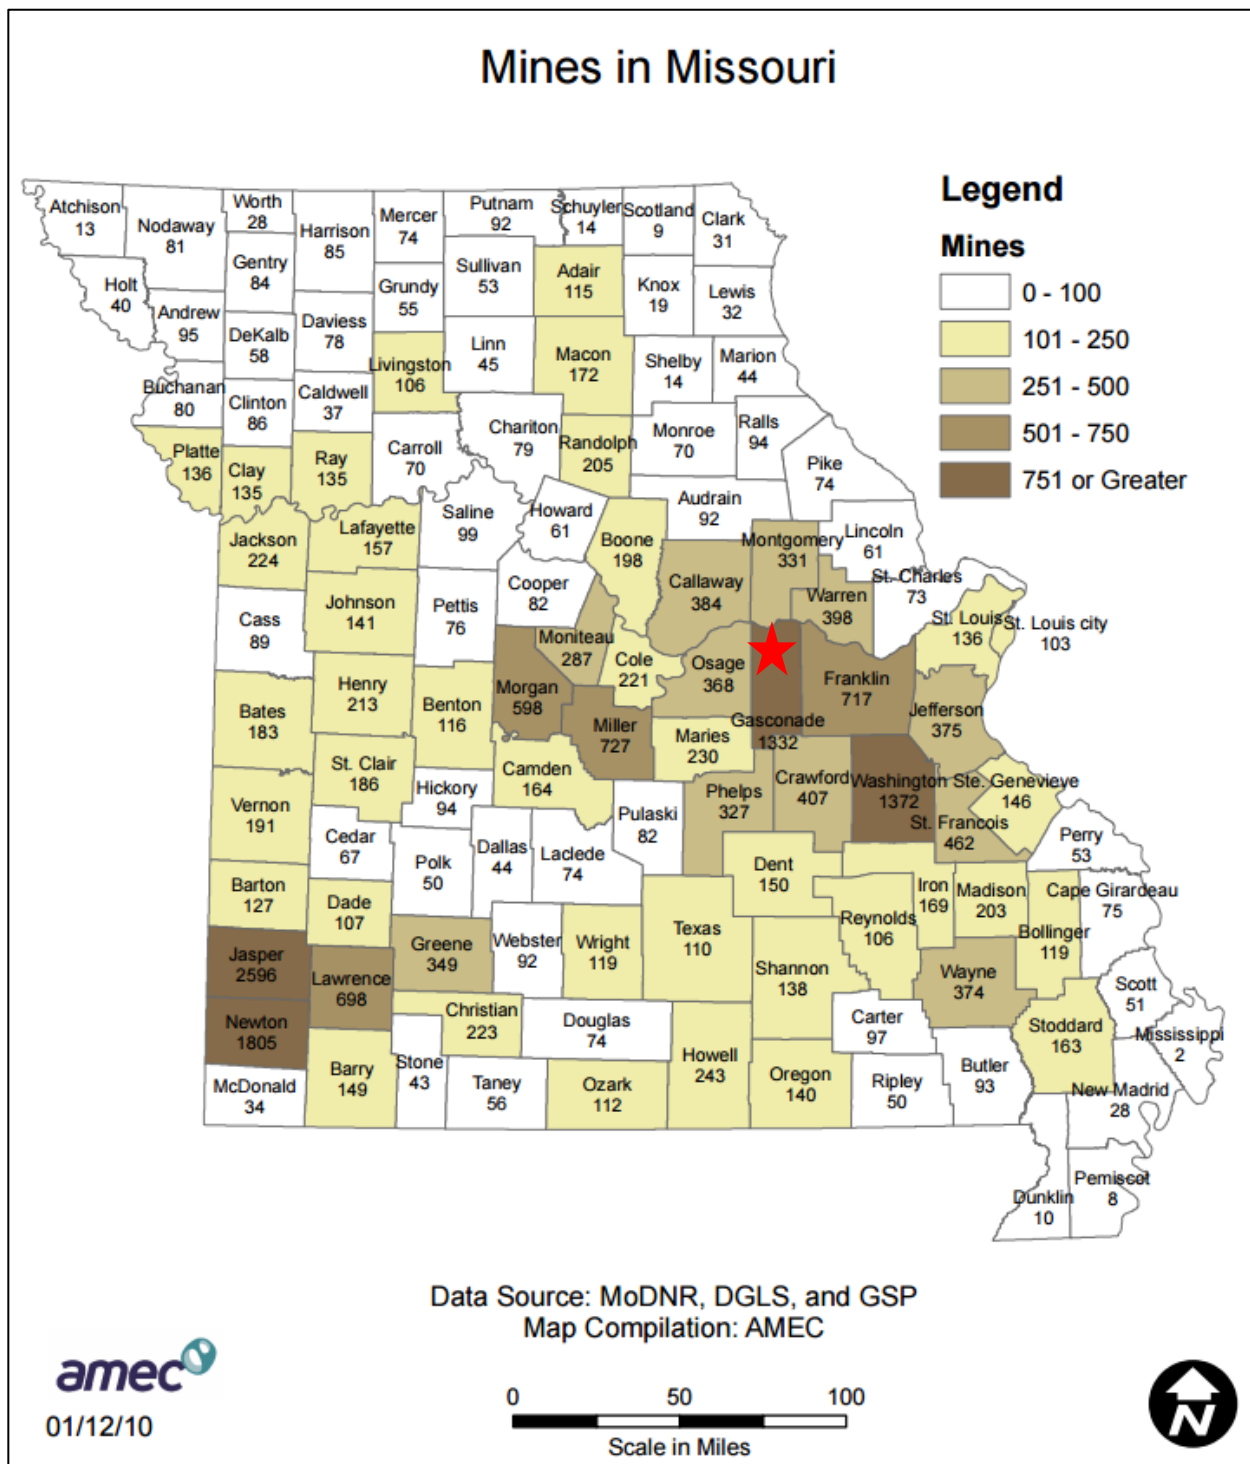 Mines in Missouri
Legend
Mines
0 - 100
101 - 250
251 - 500
501 - 750
751 or Greater
Atchison
13
Nodaway
81
Worth
28
Harrison
85
Mercer
74
Putnam
92
Schuyler
14
Scotland
9
Clark
31
Holt
40
Gentry
84
Grundy
55
Sullivan
53
Adair
115
Knox
19
Lewis
32
Andrew
95
DeKalb
58
Daviess
78
Livingston
106
Linn
45
Macon
172
Shelby
14
Marion
44
Buchanan
80
Clinton
86
Caldwell
37
Carroll
70
Chariton
79
Randolph
205
Monroe
70
Ralls
94
Pike
74
Platte
136
Clay
135
Ray
135
Saline
99
Howard
61
Boone
198
Audrain
92
Montgomery
331
Lincoln
61
Jackson
224
Lafayette
157
Cooper
82
Callaway
384
Warren
398
St. Charles
73
St. Louis
136
St. Louis city
103
Cass
89
Johnson
141
Pettis
76
Moniteau
287
Cole
221
Osage
368
Gasconade
1332
Franklin
717
Jefferson
375
Bates
183
Henry
213
Benton
116
Morgan
598
Miller
727
Maries
230
Crawford
407
Washington
1372
Ste. Genevieve
146
St. Francois
462
Perry
53
Vernon
191
St. Clair
186
Hickory
94
Camden
164
Pulaski
82
Phelps
327
Cedar
67
Polk
50
Dallas
44
Laclede
74
Dent
150
Iron
169
Madison
203
Cape Girardeau
75
Barton
127
Dade
107
Greene
349
Webster
92
Wright
119
Texas
110
Shannon
138
Reynolds
106
Wayne
374
Bollinger
119
Scott
51
Jasper
2596
Lawrence
698
Christian
223
Douglas
74
Howell
243
Carter
97
Stoddard
163
Mississippi
2
Newton
1805
McDonald
34
Barry
149
Stone
43
Taney
56
Ozark
112
Oregon
140
Ripley
50
Butler
93
New Madrid
28
Dunklin
10
Pemiscot
8
Data Source: MoDNR, DGLS, and GSP
Map Compilation: AMEC
amec
01/12/10
0 50 100
Scale in Miles
N